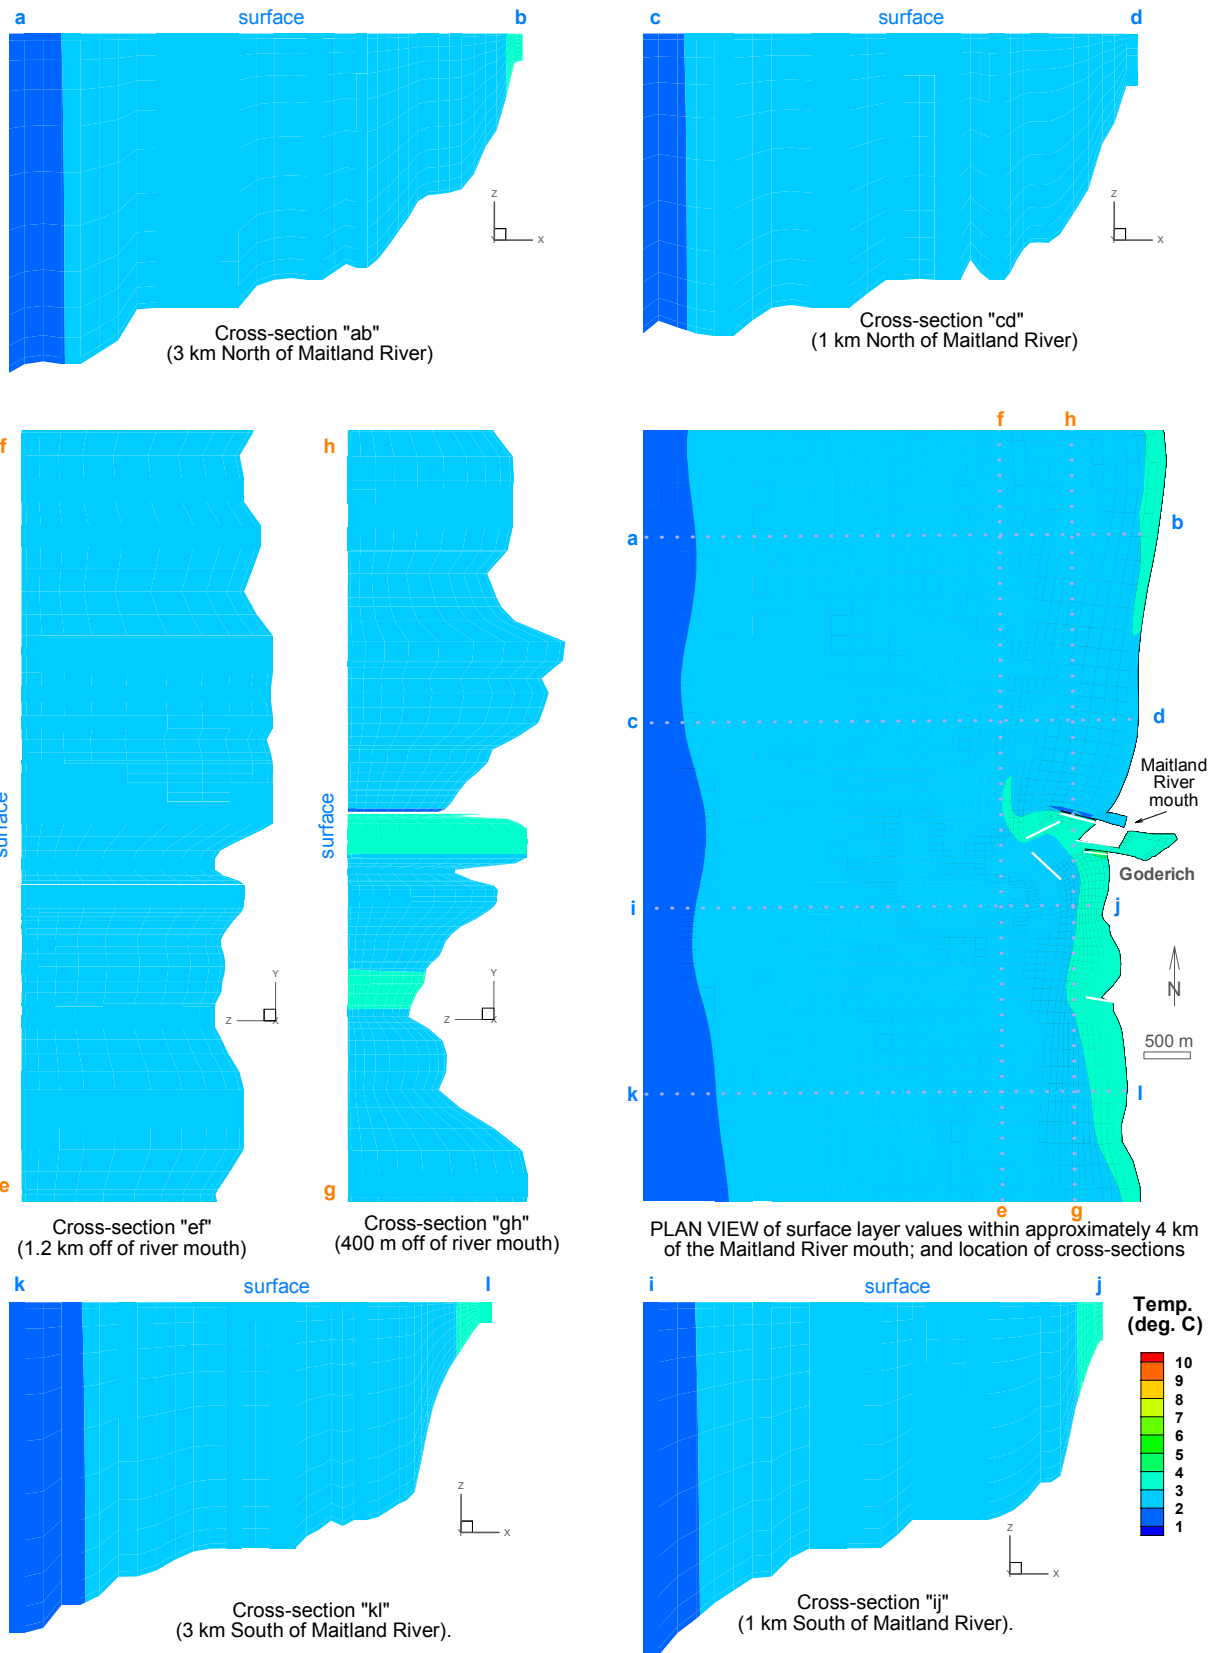 a surface b
c surface d
Z
X
Y
Z
X
Y
Cross-section "ab"
(3 km North of Maitland River)
Cross-section "cd"
(1 km North of Maitland River)
f
h
f h
b
a
c
d
Maitland
River
mouth
surface
surface
Goderich
i
j
Y
Z
X
Y
Z
X
N
500 m
k
l
e
g
e g
Cross-section "ef"
(1.2 km off of river mouth)
Cross-section "gh"
(400 m off of river mouth)
PLAN VIEW of surface layer values within approximately 4 km
of the Maitland River mouth; and location of cross-sections
k surface l
i surface j
Temp.
(deg. C)
10
9
8
7
6
5
4
3
2
1
Z
X
Y
Z
X
Y
Cross-section "kl"
(3 km South of Maitland River).
Cross-section "ij"
(1 km South of Maitland River).